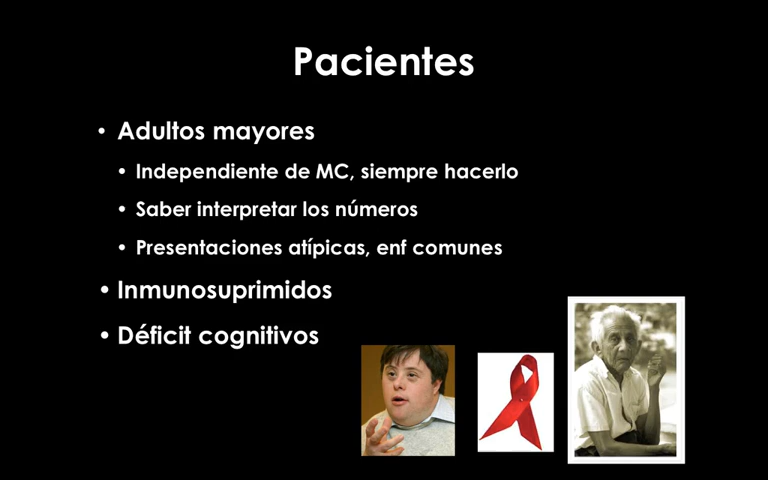 Pacientes
• Adultos mayores
• Independiente de MC, siempre hacerlo
• Saber interpretar los números
• Presentaciones atípicas, enf comunes
• Inmunosuprimidos
• Déficit cognitivos